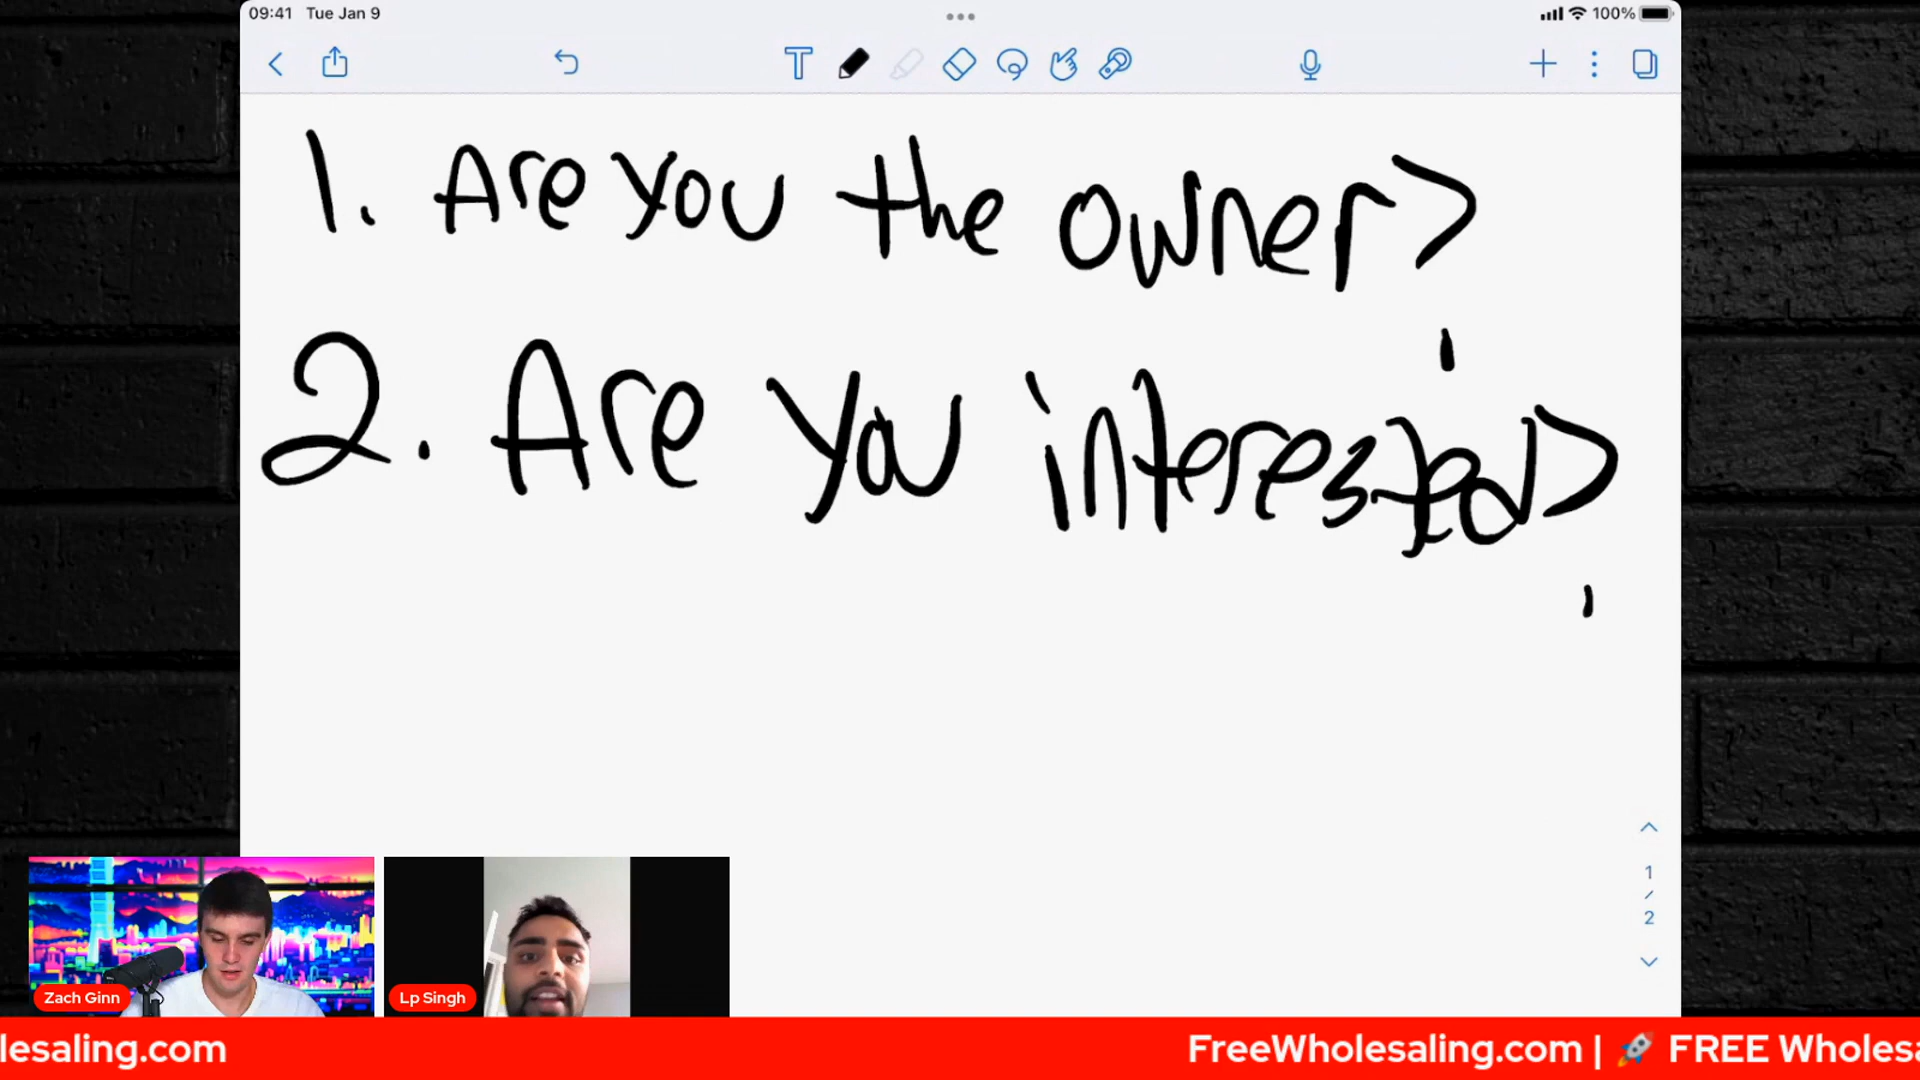 09:41 Tue Jan 9
100%
1. Are you the owner?
2. Are you interested?
1
/
2
Zach Ginn
Lp Singh
lesaling.com
FreeWholesaling.com | 🚀 FREE Wholesa